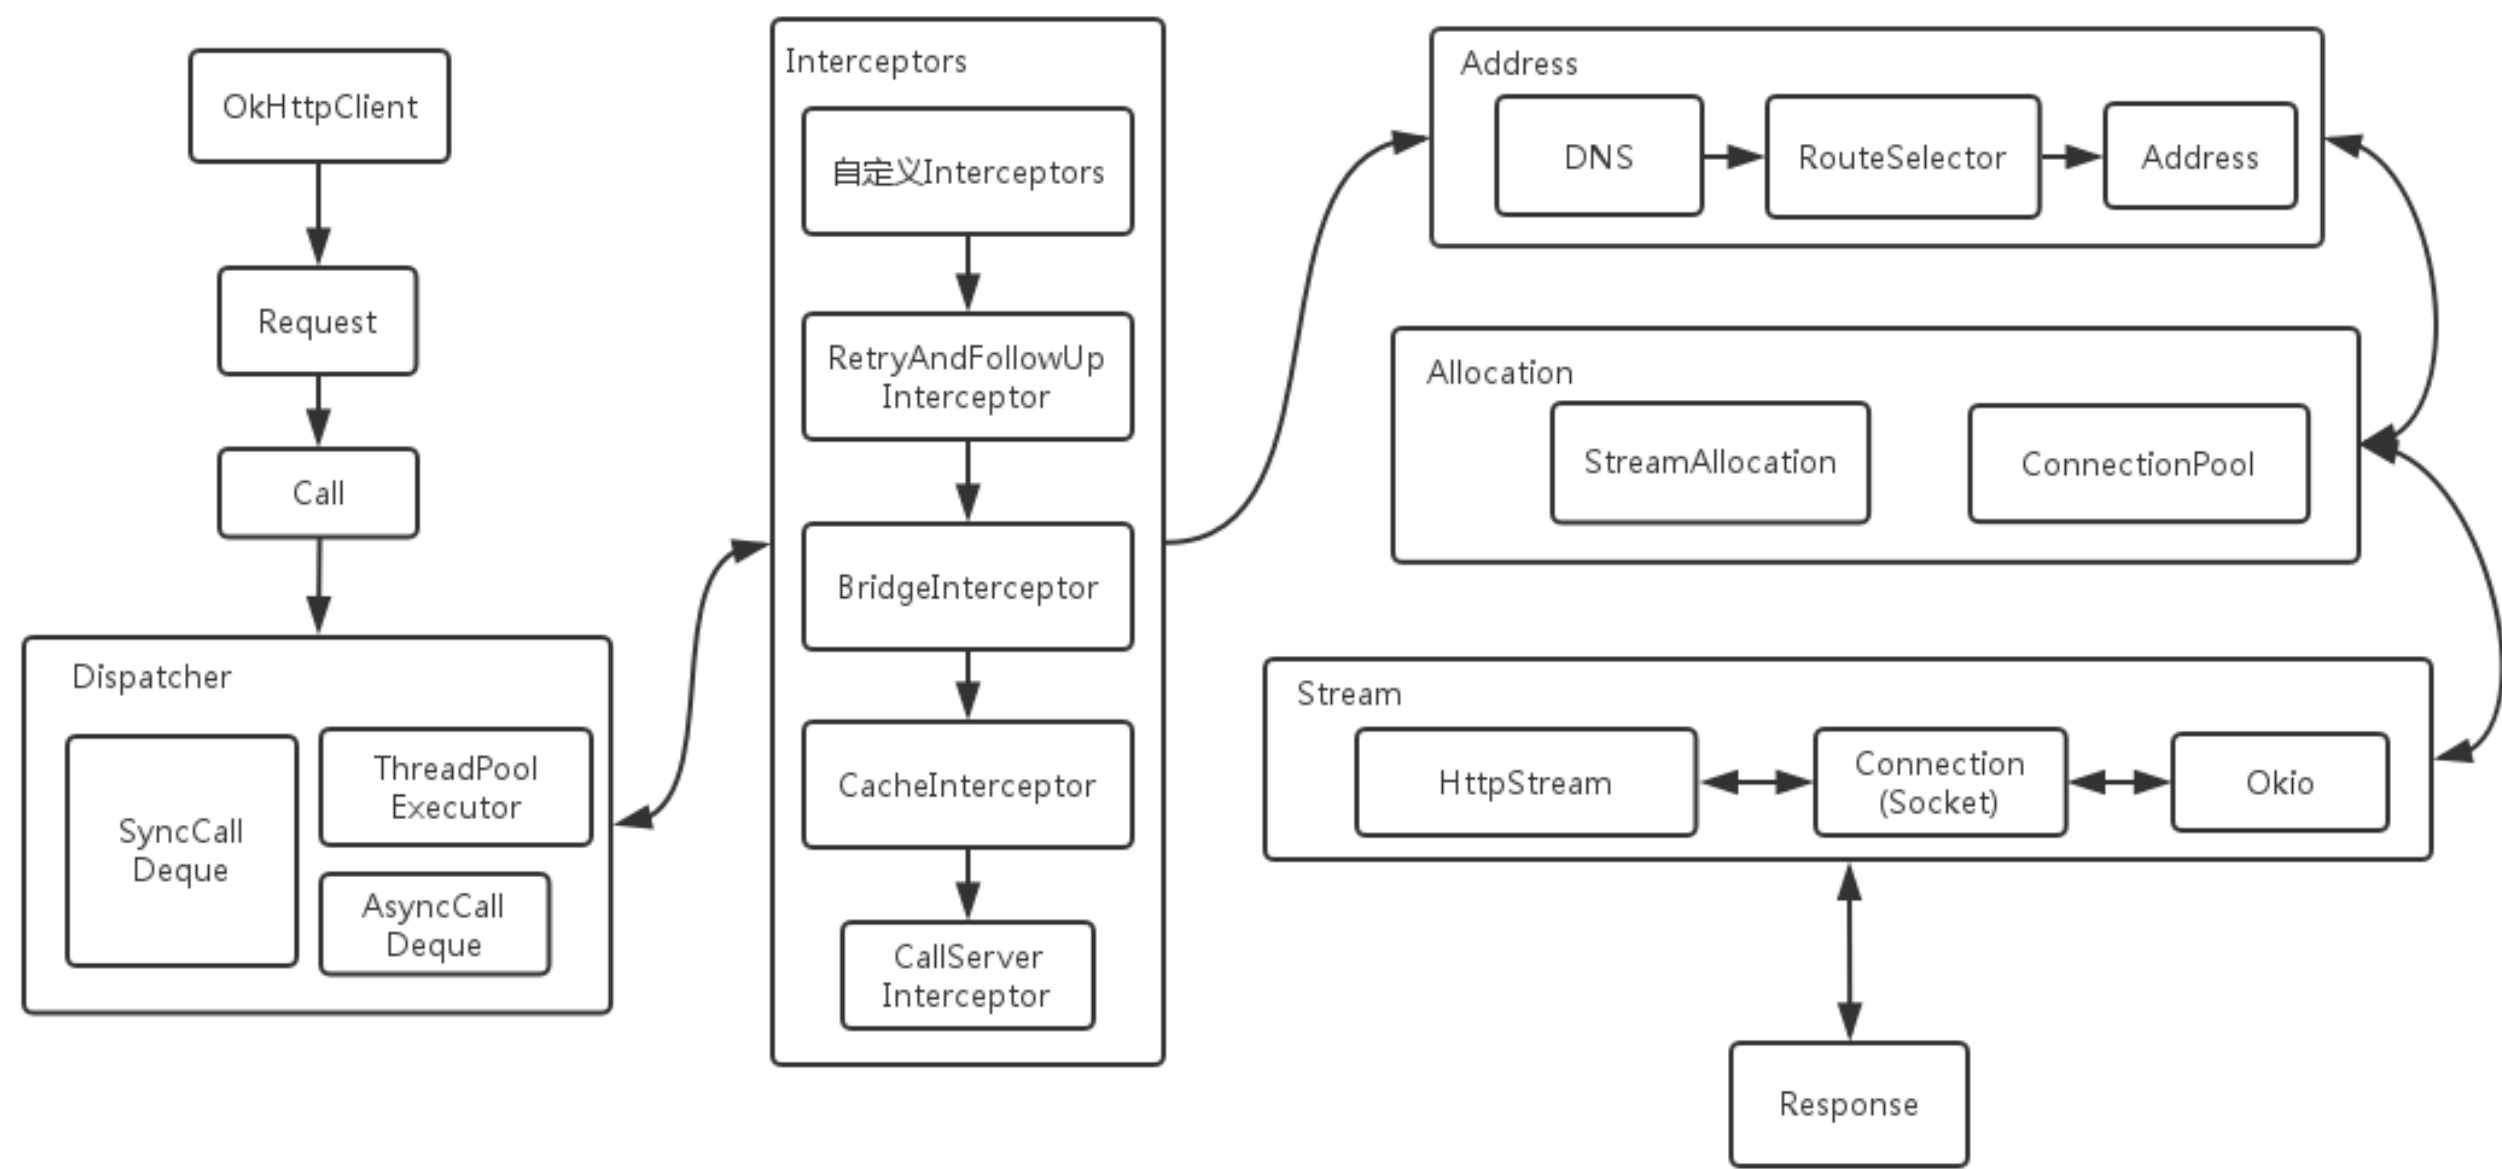 OkHttpClient
Request
Call
Dispatcher
SyncCall
Deque
ThreadPool
Executor
AsyncCall
Deque
Interceptors
自定义Interceptors
RetryAndFollowUp
Interceptor
BridgeInterceptor
CacheInterceptor
CallServer
Interceptor
Address
DNS
RouteSelector
Address
Allocation
StreamAllocation
ConnectionPool
Stream
HttpStream
Connection
(Socket)
Okio
Response